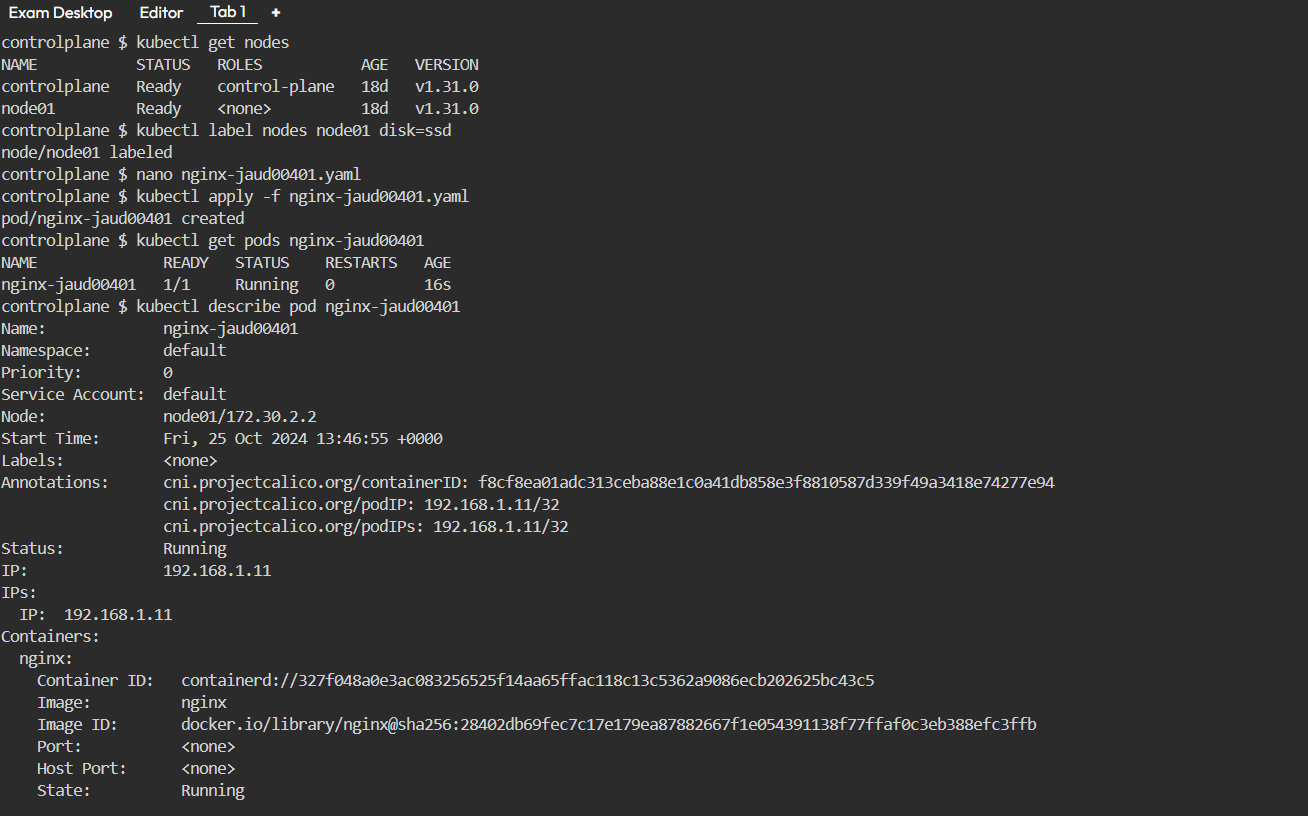 Exam Desktop Editor Tab 1 +
controlplane $ kubectl get nodes
NAME STATUS ROLES AGE VERSION
controlplane Ready control-plane 18d v1.31.0
node01 Ready <none> 18d v1.31.0
controlplane $ kubectl label nodes node01 disk=ssd
node/node01 labeled
controlplane $ nano nginx-jaud00401.yaml
controlplane $ kubectl apply -f nginx-jaud00401.yaml
pod/nginx-jaud00401 created
controlplane $ kubectl get pods nginx-jaud00401
NAME READY STATUS RESTARTS AGE
nginx-jaud00401 1/1 Running 0 16s
controlplane $ kubectl describe pod nginx-jaud00401
Name: nginx-jaud00401
Namespace: default
Priority: 0
Service Account: default
Node: node01/172.30.2.2
Start Time: Fri, 25 Oct 2024 13:46:55 +0000
Labels: <none>
Annotations: cni.projectcalico.org/containerID: f8cf8ea01adc313ceba88e1c0a41db858e3f8810587d339f49a3418e74277e94
cni.projectcalico.org/podIP: 192.168.1.11/32
cni.projectcalico.org/podIPs: 192.168.1.11/32
Status: Running
IP: 192.168.1.11
IPs:
IP: 192.168.1.11
Containers:
nginx:
Container ID: containerd://327f048a0e3ac083256525f14aa65ffac118c13c5362a9086ecb202625bc43c5
Image: nginx
Image ID: docker.io/library/nginx@sha256:28402db69fec7c17e179ea87882667f1e054391138f77ffaf0c3eb388efc3ffb
Port: <none>
Host Port: <none>
State: Running